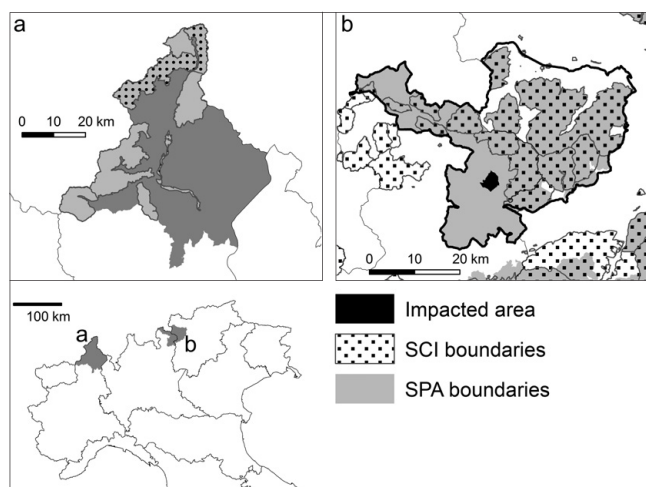 a
0 10 20 km
b
0 10 20 km
100 km
a
b
Impacted area
SCI boundaries
SPA boundaries